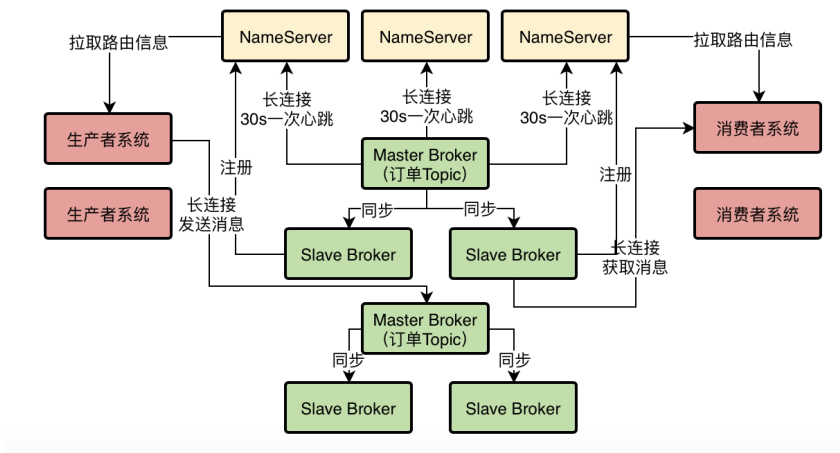 NameServer
NameServer
NameServer
拉取路由信息
拉取路由信息
长连接
30s一次心跳
长连接
30s一次心跳
长连接
30s一次心跳
生产者系统
消费者系统
Master Broker
（订单Topic）
注册
注册
生产者系统
消费者系统
长连接
发送消息
同步
同步
Slave Broker
Slave Broker
长连接
获取消息
Master Broker
（订单Topic）
同步
同步
Slave Broker
Slave Broker